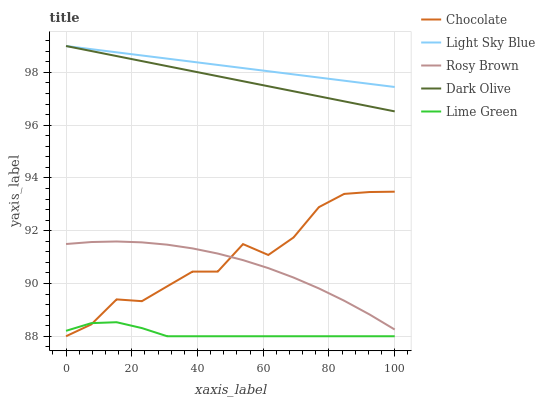 title
Chocolate
Light Sky Blue
Rosy Brown
Dark Olive
Lime Green
yaxis_label
98
96
94
92
90
88
0
20
40
60
80
100
xaxis_label